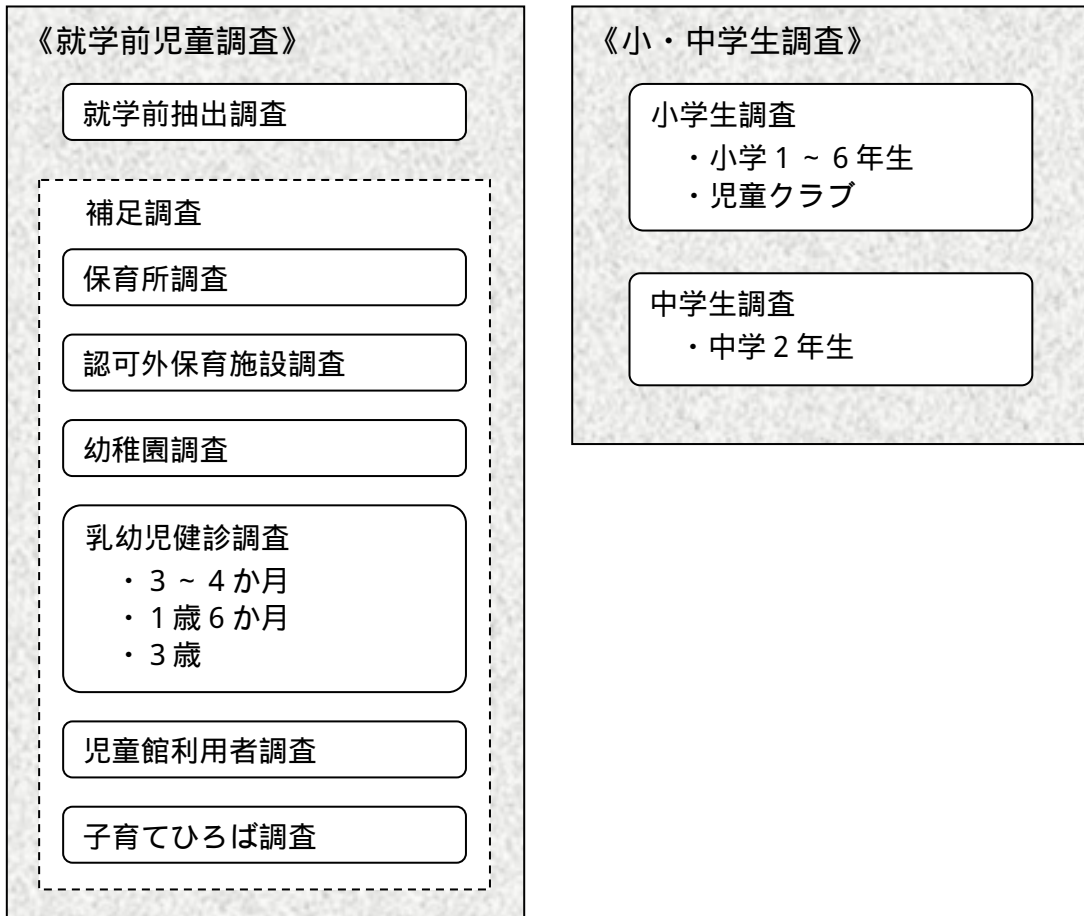 《就学前児童調査》
就学前抽出調査
補足調査
保育所調査
認可外保育施設調査
幼稚園調査
乳幼児健診調査
・３～４か月
・１歳６か月
・３歳
児童館利用者調査
子育てひろば調査
《小・中学生調査》
小学生調査
・小学１～６年生
・児童クラブ
中学生調査
・中学２年生